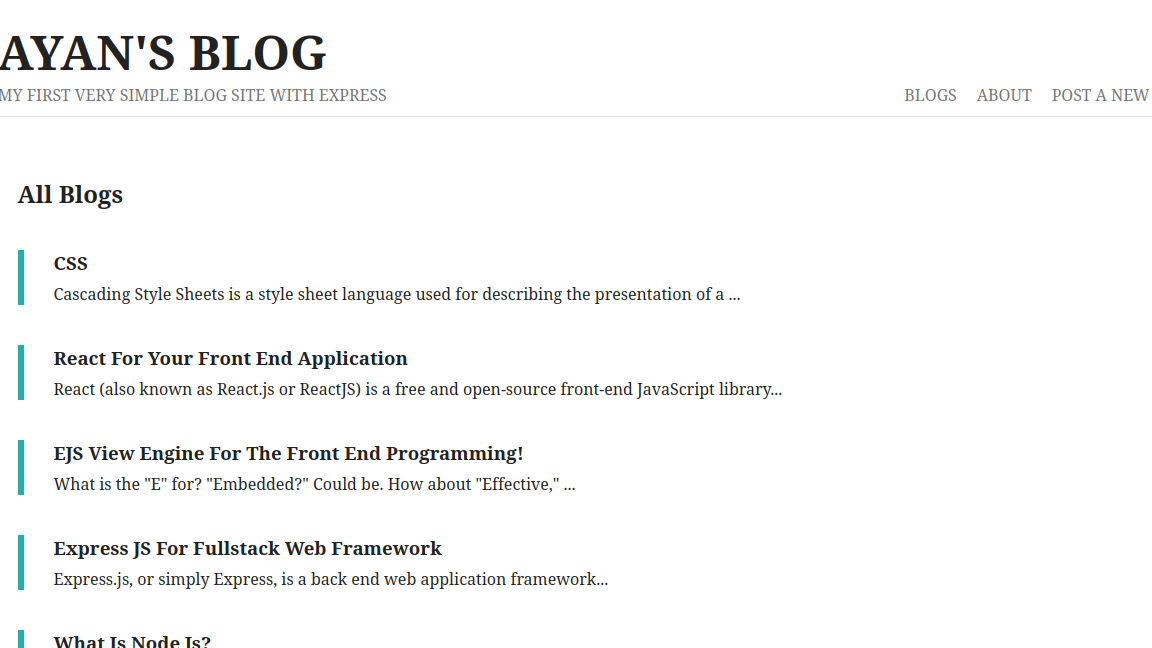 AYAN'S BLOG
MY FIRST VERY SIMPLE BLOG SITE WITH EXPRESS
BLOGS ABOUT POST A NEW
All Blogs
CSS
Cascading Style Sheets is a style sheet language used for describing the presentation of a ...
React For Your Front End Application
React (also known as React.js or ReactJS) is a free and open-source front-end JavaScript library...
EJS View Engine For The Front End Programming!
What is the "E" for? "Embedded?" Could be. How about "Effective," ...
Express JS For Fullstack Web Framework
Express.js, or simply Express, is a back end web application framework...
What Is Node Js?